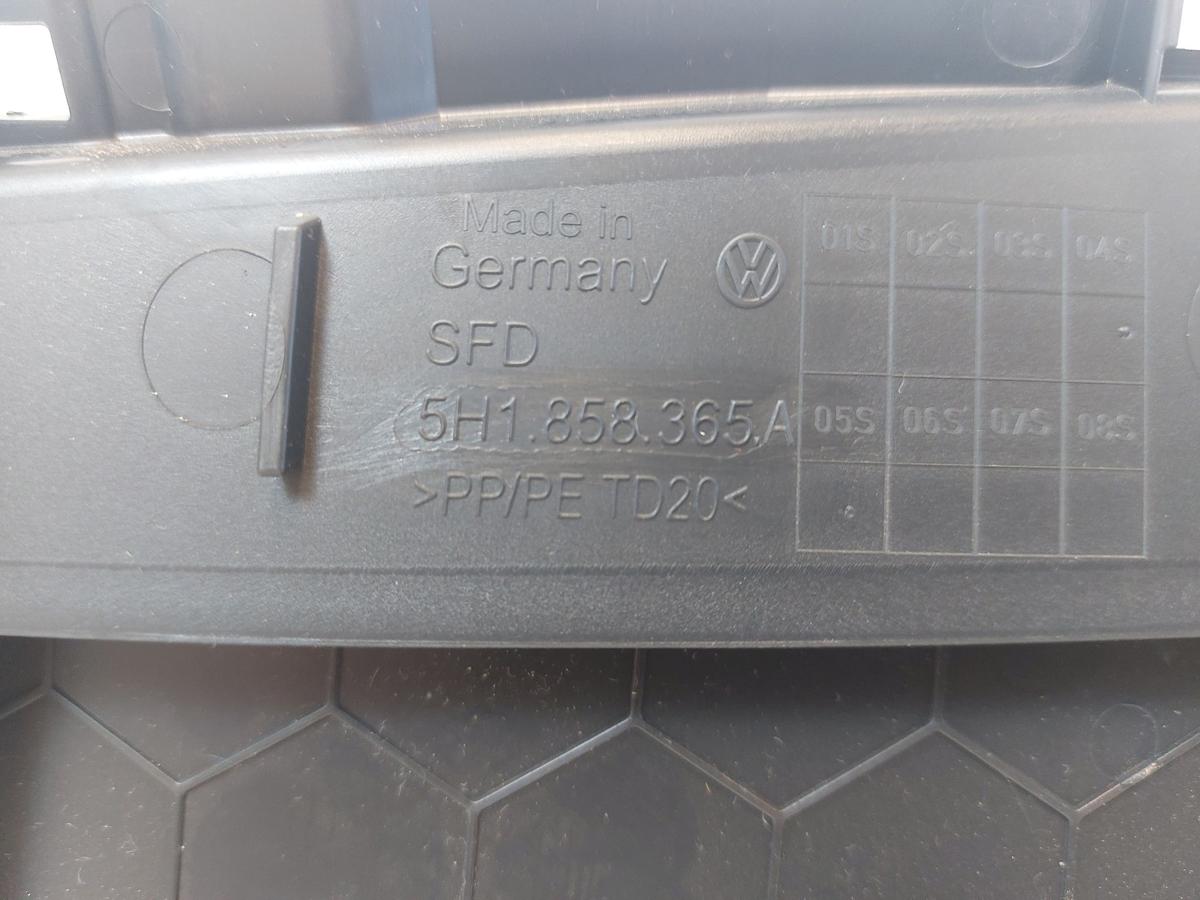 Made in
Germany
SFD
5H1.858.365.A
>PP/PE TD20<
01S 02S 03S 04S
05S 06S 07S 08S